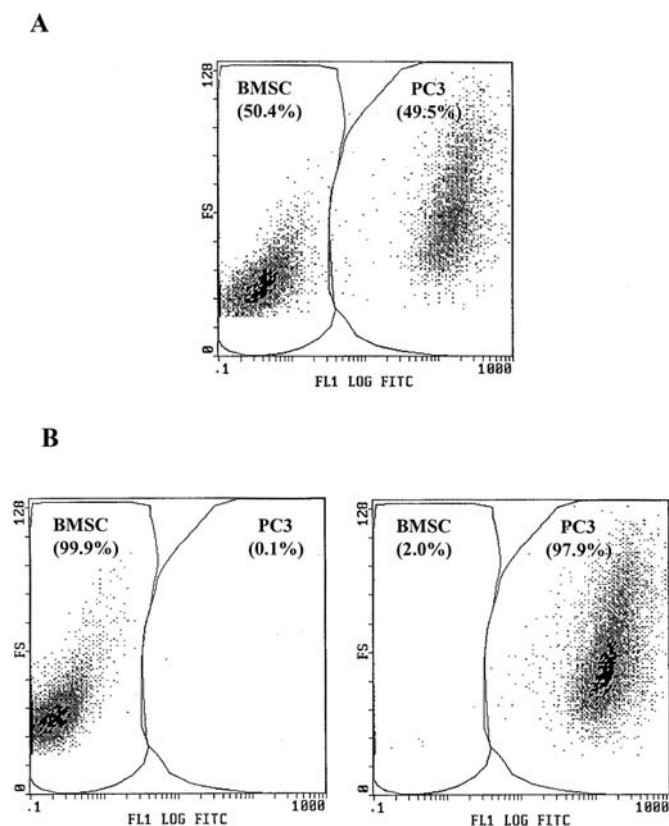 A
128
BMSC
PC3
(50.4%)
(49.5%)
FS
0
.1
1000
FL1 LOG FITC
B
128
BMSC
PC3
(99.9%)
(0.1%)
FS
0
.1
1000
FL1 LOG FITC
128
BMSC
PC3
(2.0%)
(97.9%)
FS
0
.1
1000
FL1 LOG FITC